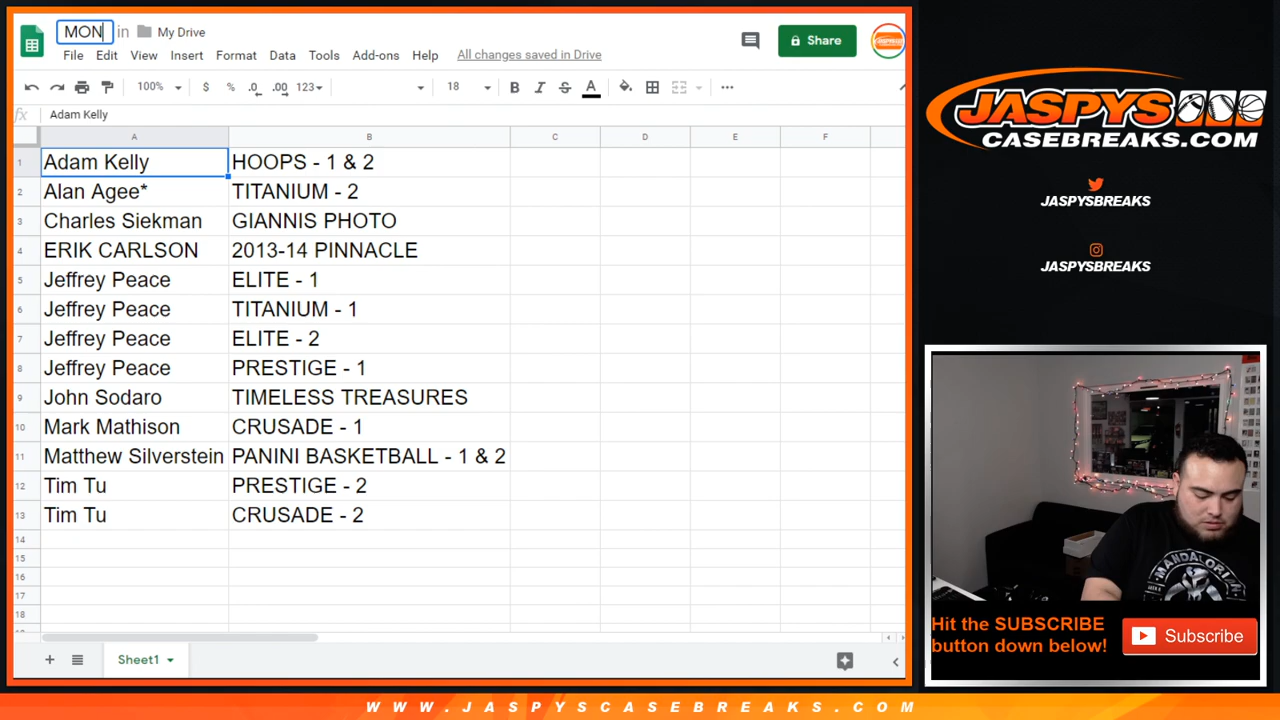 MON in My Drive
File Edit View Insert Format Data Tools Add-ons Help All changes saved in Drive
Share
100% $ % .0 .00 123 18 B I S A
fx Adam Kelly
A B C D E F
1 Adam Kelly HOOPS - 1 & 2
2 Alan Agee* TITANIUM - 2
3 Charles Siekman GIANNIS PHOTO
4 ERIK CARLSON 2013-14 PINNACLE
5 Jeffrey Peace ELITE - 1
6 Jeffrey Peace TITANIUM - 1
7 Jeffrey Peace ELITE - 2
8 Jeffrey Peace PRESTIGE - 1
9 John Sodaro TIMELESS TREASURES
10 Mark Mathison CRUSADE - 1
11 Matthew Silverstein PANINI BASKETBALL - 1 & 2
12 Tim Tu PRESTIGE - 2
13 Tim Tu CRUSADE - 2
14
15
16
17
18
Sheet1
JASPYS
CASEBREAKS.COM
JASPYSBREAKS
JASPYSBREAKS
MANDALORIAN
Hit the SUBSCRIBE
button down below!
Subscribe
WWW.JASPYSCASEBREAKS.COM